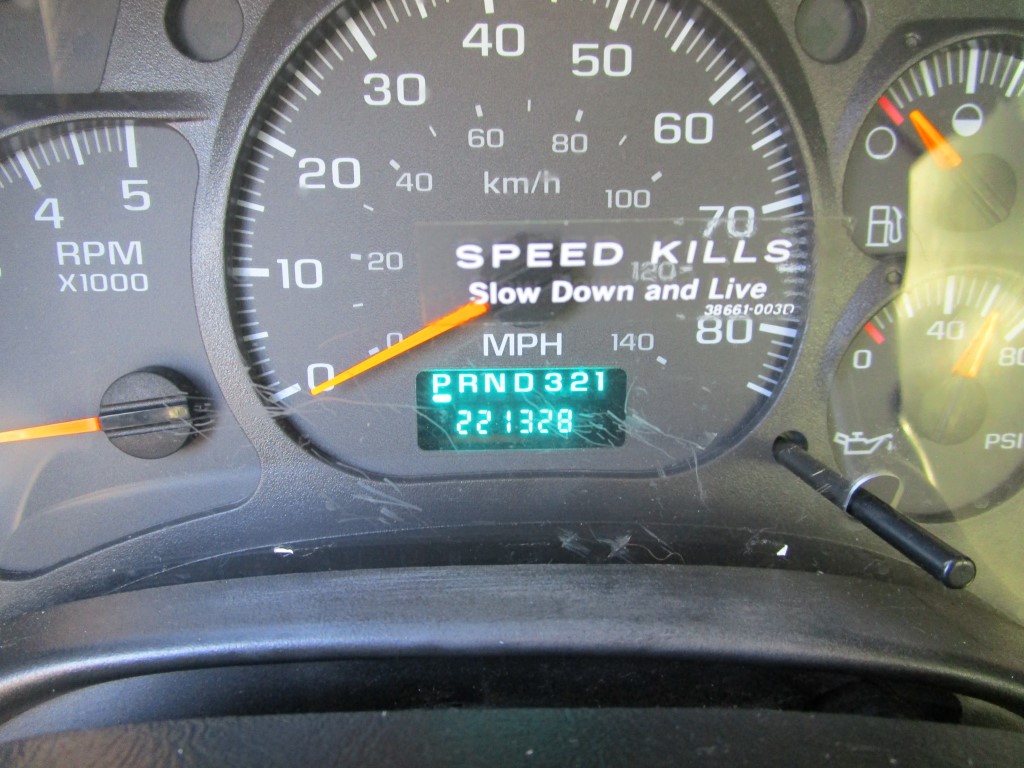 4 5
RPM
X1000
0 10 20 30 40 50 60 70 80
0 20 40 60 80 100 120 140
km/h
SPEED KILLS
Slow Down and Live
38661-003D
MPH
PRND321
221328
0 40 80
PSI